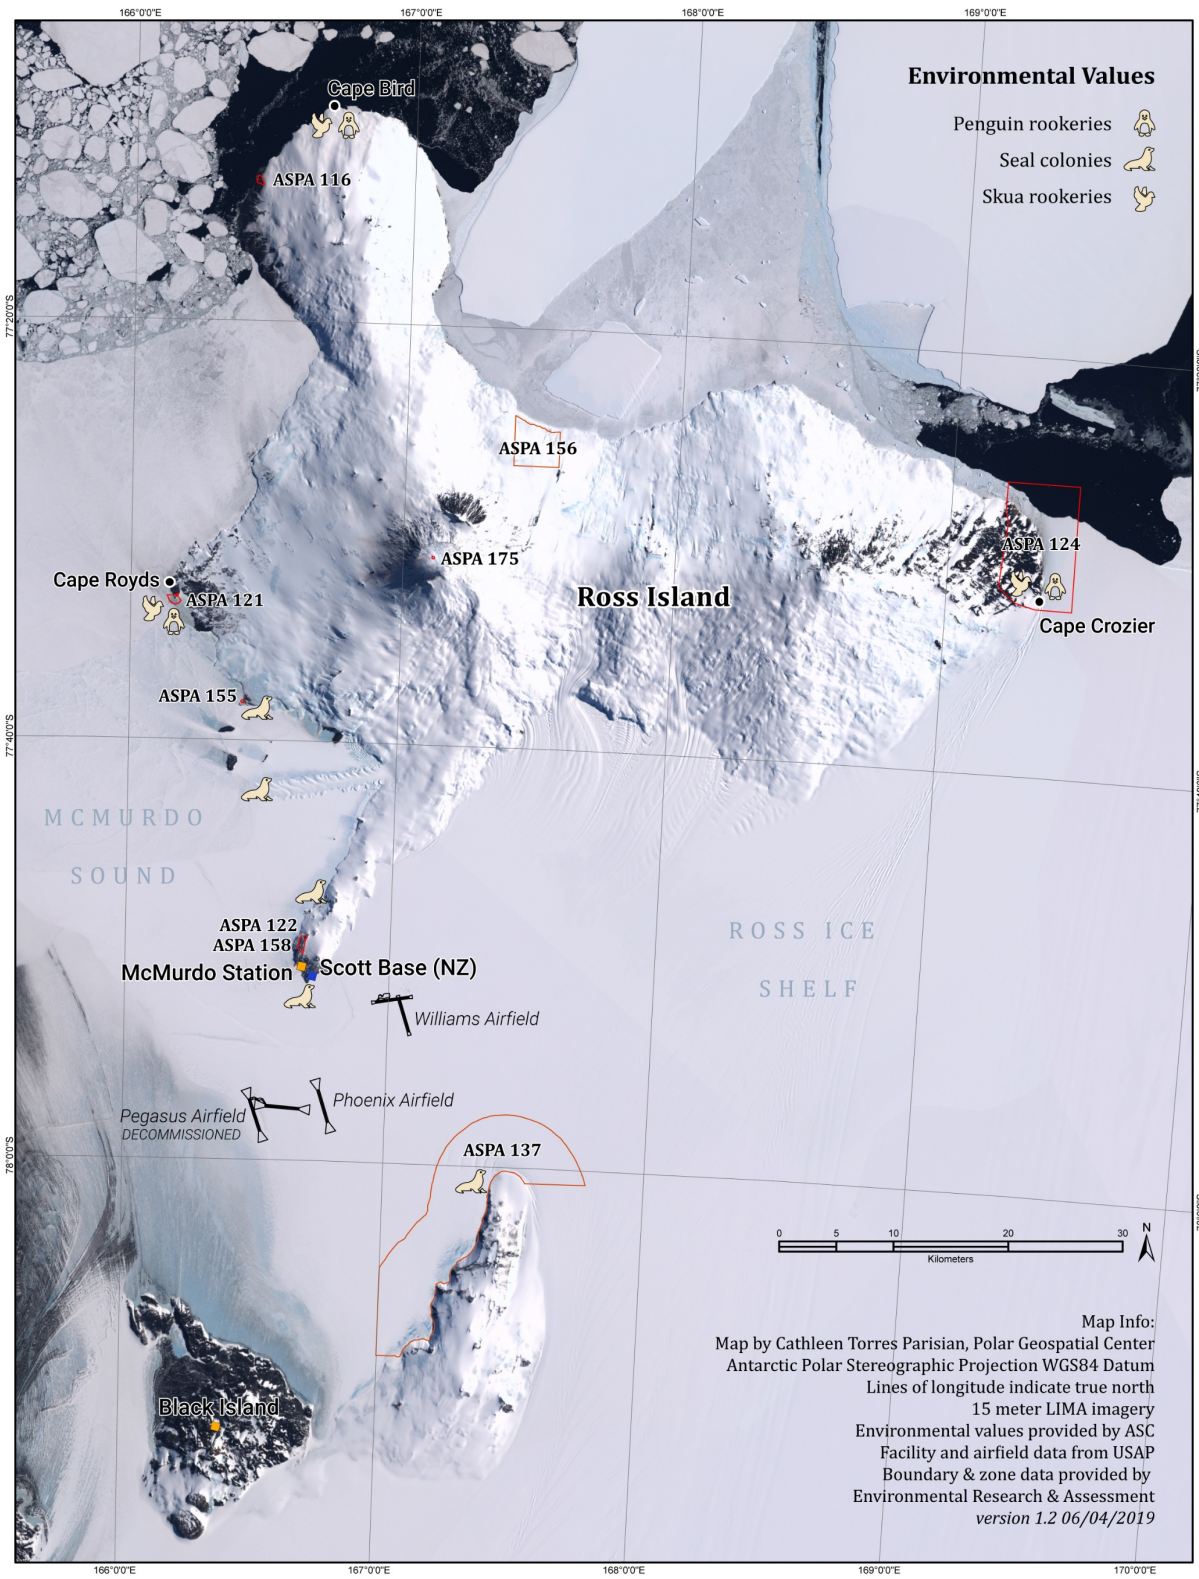 166°0'0"E
167°0'0"E
168°0'0"E
169°0'0"E
Cape Bird
Environmental Values
Penguin rookeries
Seal colonies
Skua rookeries
ASPA 116
77°20'0"S
ASPA 156
ASPA 175
ASPA 124
Cape Royds
ASPA 121
Ross Island
Cape Crozier
ASPA 155
77°40'0"S
MCMURDO
SOUND
ASPA 122
ASPA 158
McMurdo Station
Scott Base (NZ)
ROSS ICE
SHELF
Williams Airfield
Phoenix Airfield
Pegasus Airfield
DECOMMISSIONED
78°0'0"S
ASPA 137
0 5 10 20 30
Kilometers
N
Black Island
Map Info:
Map by Cathleen Torres Parisian, Polar Geospatial Center
Antarctic Polar Stereographic Projection WGS84 Datum
Lines of longitude indicate true north
15 meter LIMA imagery
Environmental values provided by ASC
Facility and airfield data from USAP
Boundary & zone data provided by
Environmental Research & Assessment
version 1.2 06/04/2019
166°0'0"E
167°0'0"E
168°0'0"E
169°0'0"E
170°0'0"E